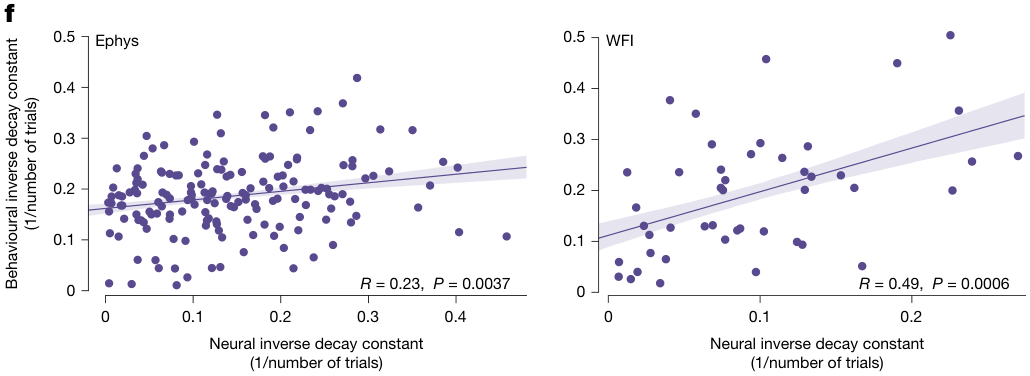 f
Ephys
WFI
Behavioural inverse decay constant
(1/number of trials)
0.5
0.4
0.3
0.2
0.1
0
R = 0.23, P = 0.0037
0 0.1 0.2 0.3 0.4
Neural inverse decay constant
(1/number of trials)
0.5
0.4
0.3
0.2
0.1
0
R = 0.49, P = 0.0006
0 0.1 0.2
Neural inverse decay constant
(1/number of trials)